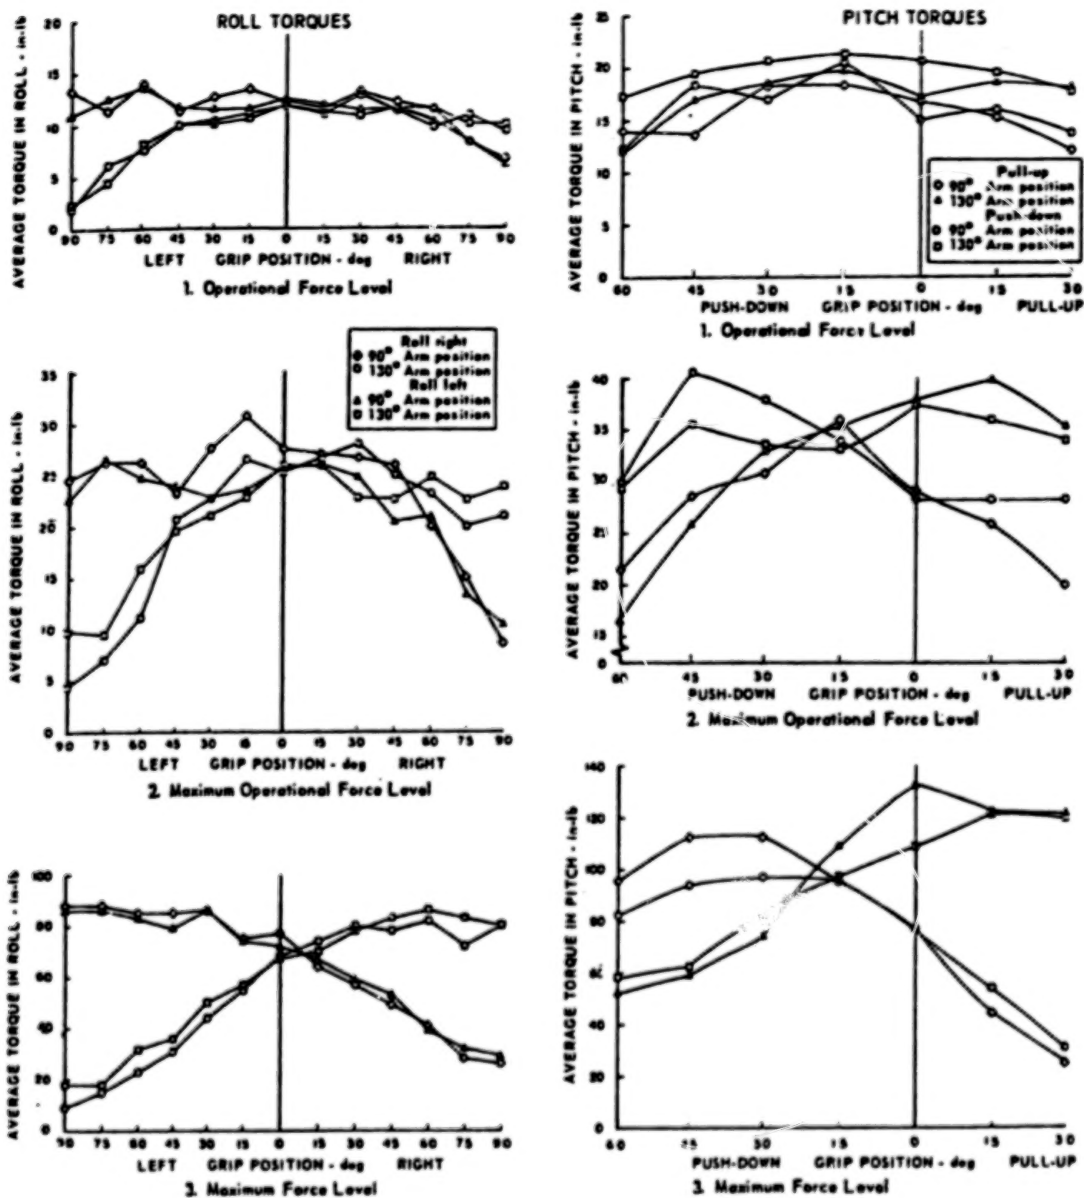 ROLL TORQUES
AVERAGE TORQUE IN ROLL - in-lb
20
15
10
5
0
90 75 60 45 30 15 0 15 30 45 60 75 90
LEFT GRIP POSITION - deg RIGHT
1. Operational Force Level
Roll right
90° Arm position
130° Arm position
Roll left
90° Arm position
130° Arm position
AVERAGE TORQUE IN ROLL - in-lb
35
30
25
20
15
10
5
0
90 75 60 45 30 15 0 15 30 45 60 75 90
LEFT GRIP POSITION - deg RIGHT
2. Maximum Operational Force Level
AVERAGE TORQUE IN ROLL - in-lb
100
80
60
40
20
0
90 75 60 45 30 15 0 15 30 45 60 75 90
LEFT GRIP POSITION - deg RIGHT
3. Maximum Force Level
PITCH TORQUES
AVERAGE TORQUE IN PITCH - in-lb
25
20
15
10
5
0
Pull-up
90° Arm position
130° Arm position
Push-down
90° Arm position
130° Arm position
60 45 30 15 0 15 30
PUSH-DOWN GRIP POSITION - deg PULL-UP
1. Operational Force Level
AVERAGE TORQUE IN PITCH - in-lb
40
35
30
25
20
15
0
60 45 30 15 0 15 30
PUSH-DOWN GRIP POSITION - deg PULL-UP
2. Maximum Operational Force Level
AVERAGE TORQUE IN PITCH - in-lb
140
120
100
80
60
40
20
0
60 45 30 15 0 15 30
PUSH-DOWN GRIP POSITION - deg PULL-UP
3. Maximum Force Level